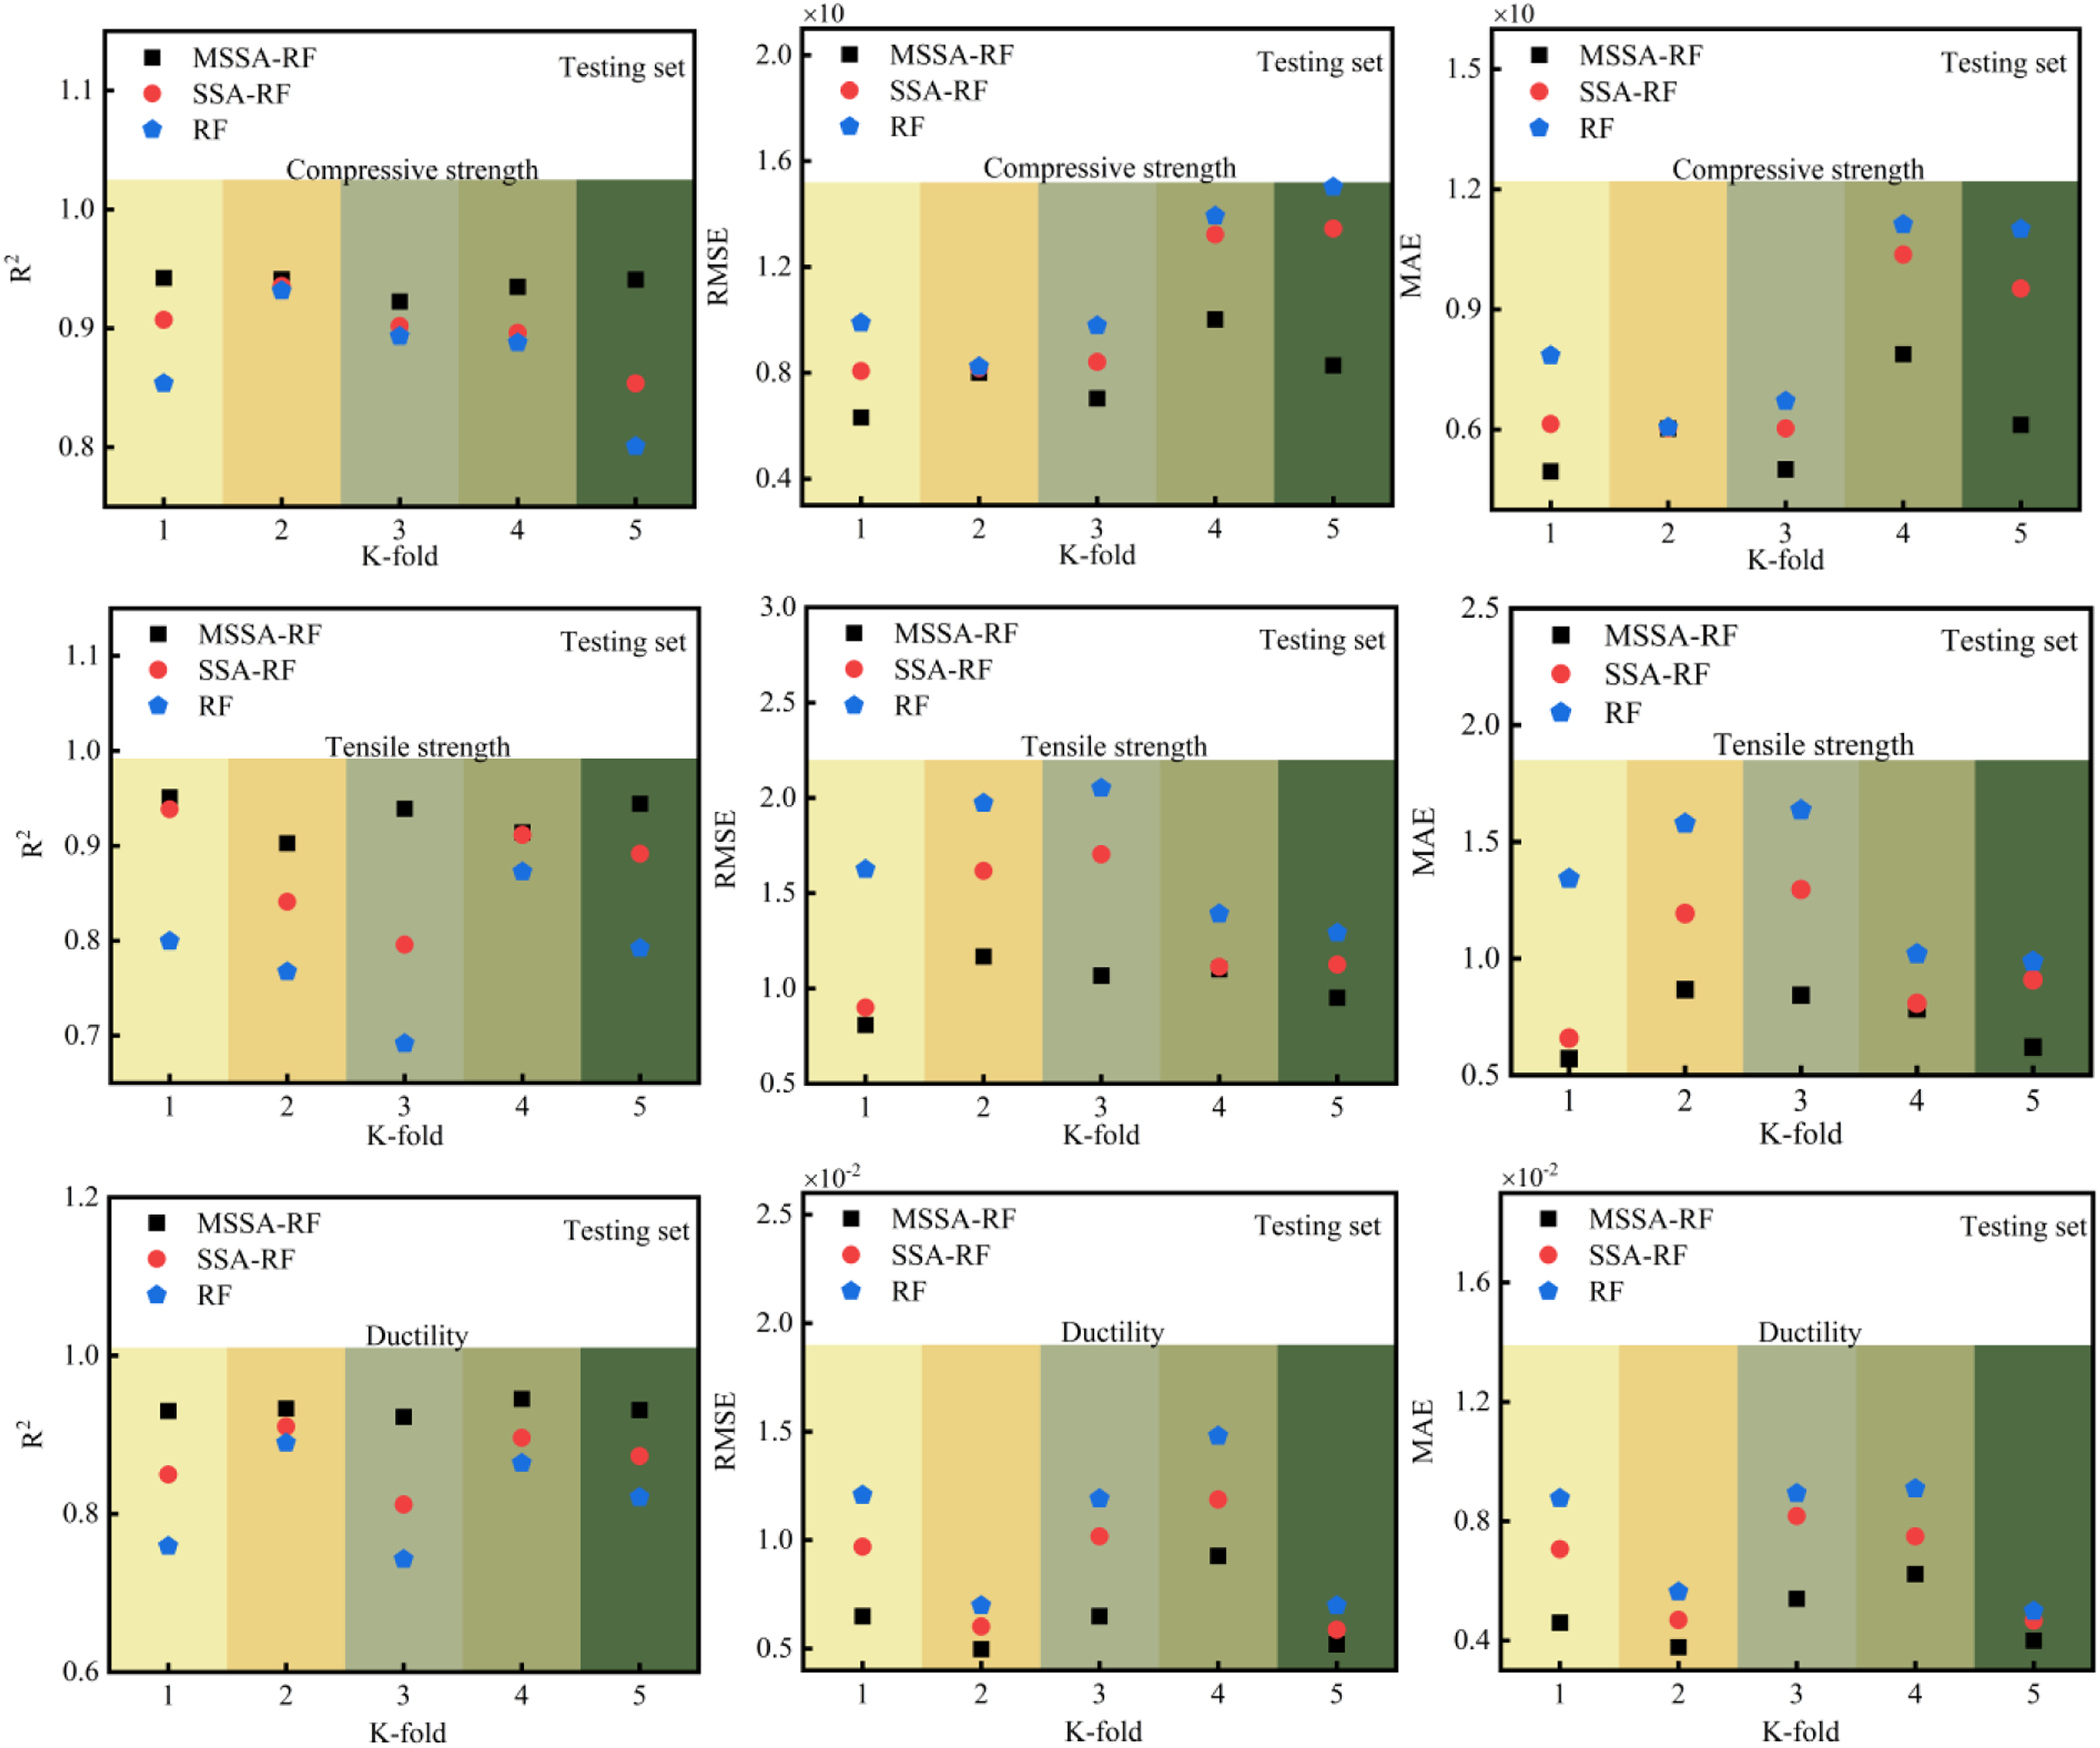 MSSA-RF
SSA-RF
RF
Testing set
Compressive strength
1.1
1.0
0.9
0.8
R²
1 2 3 4 5
K-fold
×10
MSSA-RF
SSA-RF
RF
Testing set
Compressive strength
2.0
1.6
1.2
0.8
0.4
RMSE
1 2 3 4 5
K-fold
×10
MSSA-RF
SSA-RF
RF
Testing set
Compressive strength
1.5
1.2
0.9
0.6
MAE
1 2 3 4 5
K-fold
MSSA-RF
SSA-RF
RF
Testing set
Tensile strength
1.1
1.0
0.9
0.8
0.7
R²
1 2 3 4 5
K-fold
MSSA-RF
SSA-RF
RF
Testing set
Tensile strength
3.0
2.5
2.0
1.5
1.0
0.5
RMSE
1 2 3 4 5
K-fold
MSSA-RF
SSA-RF
RF
Testing set
Tensile strength
2.5
2.0
1.5
1.0
0.5
MAE
1 2 3 4 5
K-fold
MSSA-RF
SSA-RF
RF
Testing set
Ductility
1.2
1.0
0.8
0.6
R²
1 2 3 4 5
K-fold
×10⁻²
MSSA-RF
SSA-RF
RF
Testing set
Ductility
2.5
2.0
1.5
1.0
0.5
RMSE
1 2 3 4 5
K-fold
×10⁻²
MSSA-RF
SSA-RF
RF
Testing set
Ductility
1.6
1.2
0.8
0.4
MAE
1 2 3 4 5
K-fold